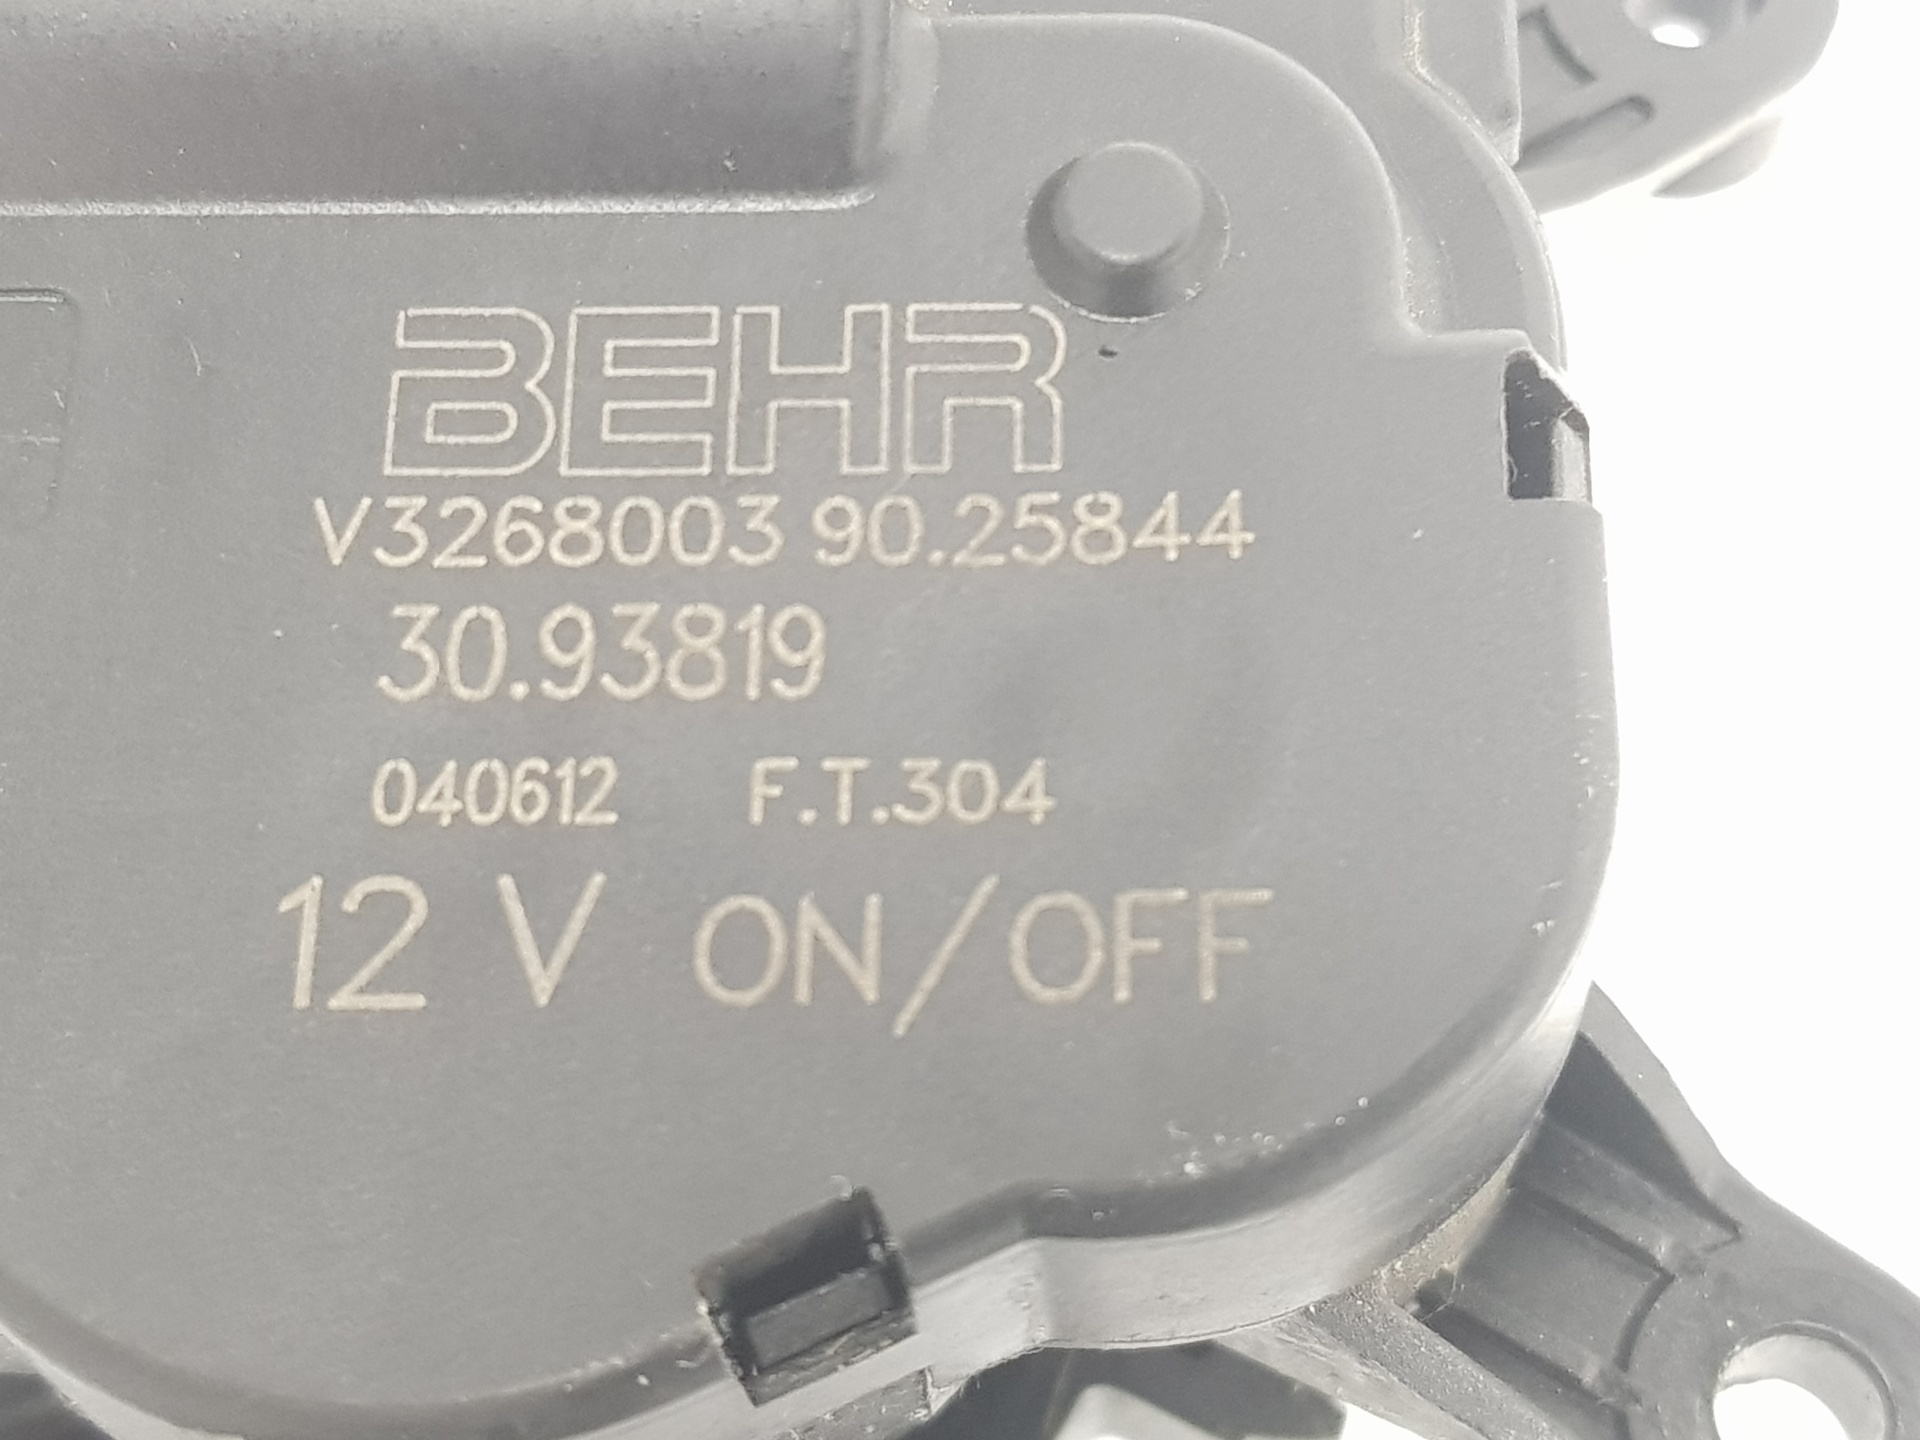 BEHR
V3268003 90.25844
30.93819
040612 F.T.304
12 V ON/OFF